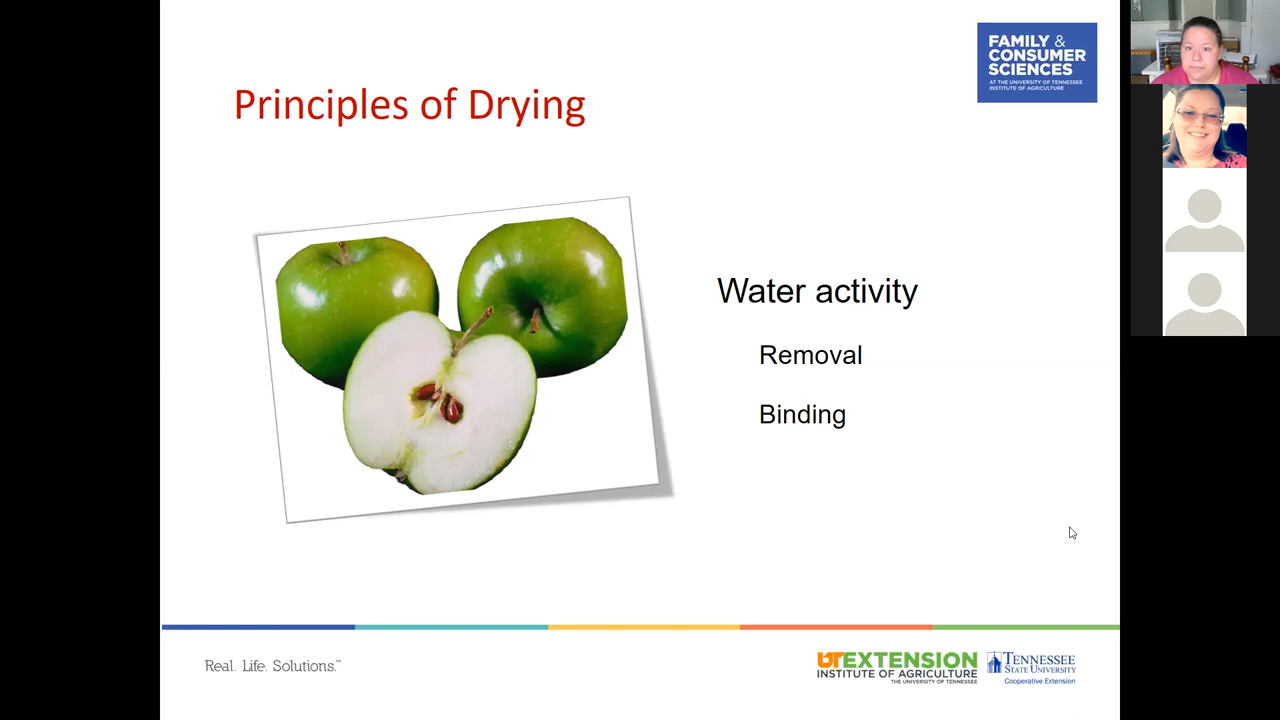 FAMILY &
CONSUMER
SCIENCES
AT THE UNIVERSITY OF TENNESSEE
INSTITUTE OF AGRICULTURE
Principles of Drying
Water activity
Removal
Binding
Real. Life. Solutions.™
UTEXTENSION
INSTITUTE OF AGRICULTURE
THE UNIVERSITY OF TENNESSEE
TENNESSEE
STATE UNIVERSITY
Cooperative Extension